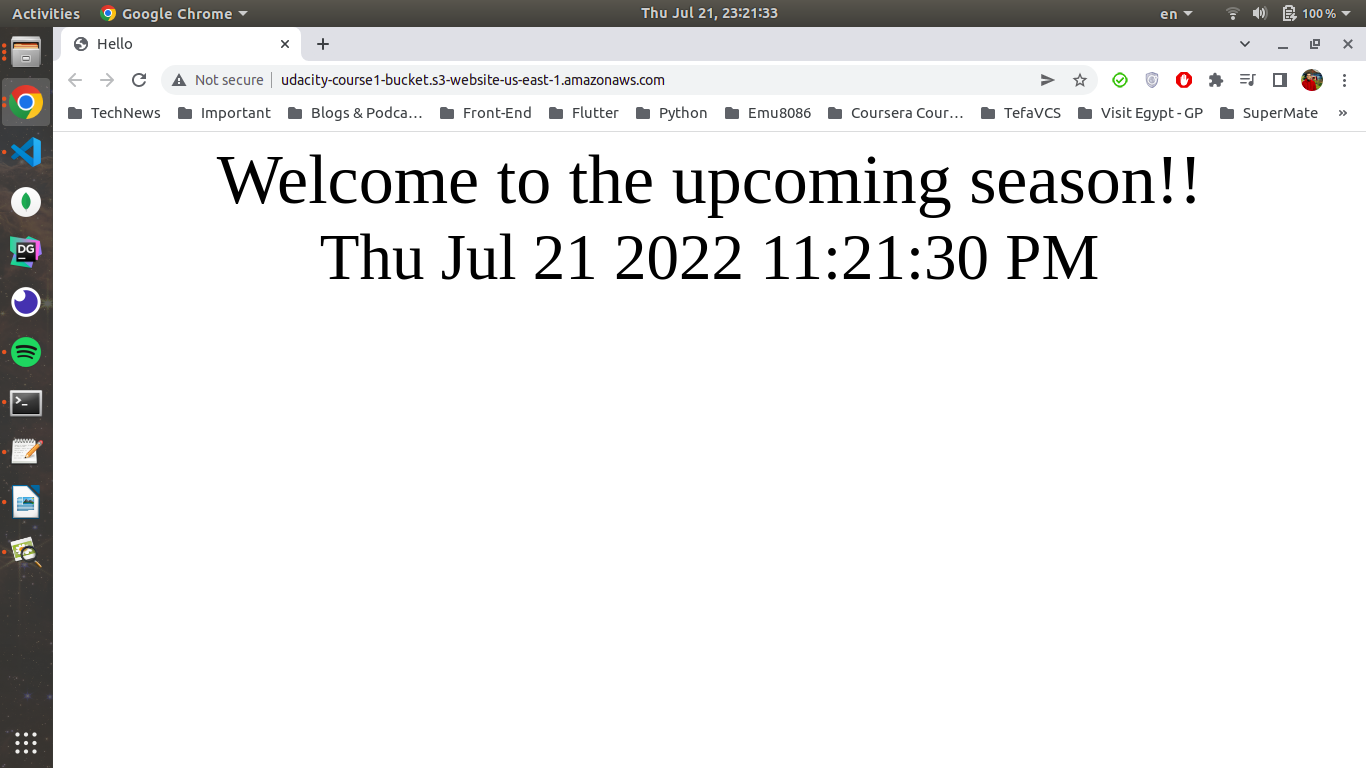 Activities Google Chrome Thu Jul 21, 23:21:33 en 100%
Hello
Not secure udacity-course1-bucket.s3-website-us-east-1.amazonaws.com
TechNews Important Blogs & Podca… Front-End Flutter Python Emu8086 Coursera Cour… TefaVCS Visit Egypt - GP SuperMate »
Welcome to the upcoming season!!
Thu Jul 21 2022 11:21:30 PM
DG